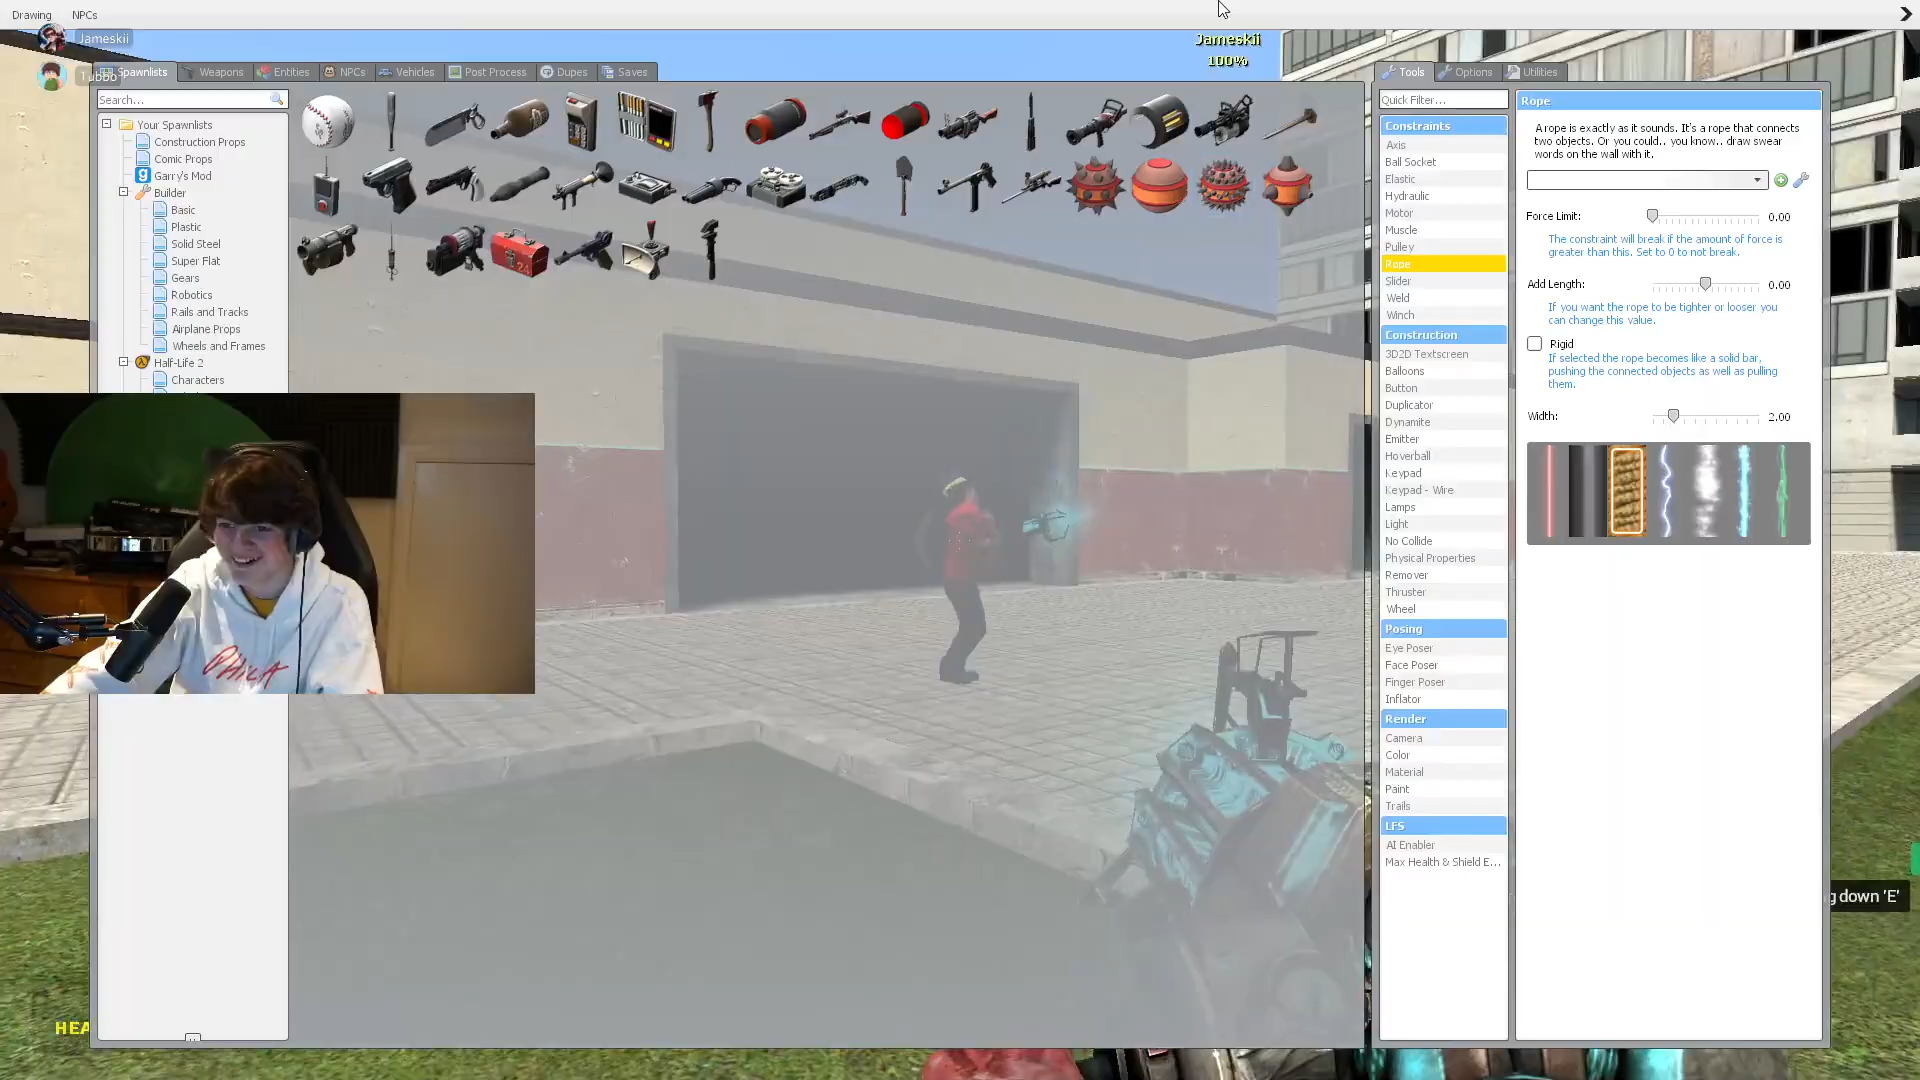 Drawing NPCs
Jameskii
Tubbo
Jameskii
100%
Spawnlists Weapons Entities NPCs Vehicles Post Process Dupes Saves
Search...
Your Spawnlists
Construction Props
Comic Props
Garry's Mod
Builder
Basic
Plastic
Solid Steel
Super Flat
Gears
Robotics
Rails and Tracks
Airplane Props
Wheels and Frames
Half-Life 2
Characters
24
Tools Options Utilities
Quick Filter...
Constraints
Axis
Ball Socket
Elastic
Hydraulic
Motor
Muscle
Pulley
Rope
Slider
Weld
Winch
Construction
3D2D Textscreen
Balloons
Button
Duplicator
Dynamite
Emitter
Hoverball
Keypad
Keypad - Wire
Lamps
Light
No Collide
Physical Properties
Remover
Thruster
Wheel
Posing
Eye Poser
Face Poser
Finger Poser
Inflator
Render
Camera
Color
Material
Paint
Trails
LFS
AI Enabler
Max Health & Shield E...
Rope
A rope is exactly as it sounds. It's a rope that connects
two objects. Or you could.. you know.. draw swear
words on the wall with it.
Force Limit: 0.00
The constraint will break if the amount of force is
greater than this. Set to 0 to not break.
Add Length: 0.00
If you want the rope to be tighter or looser you
can change this value.
Rigid
If selected the rope becomes like a solid bar,
pushing the connected objects as well as pulling
them.
Width: 2.00
g down 'E'
HEA